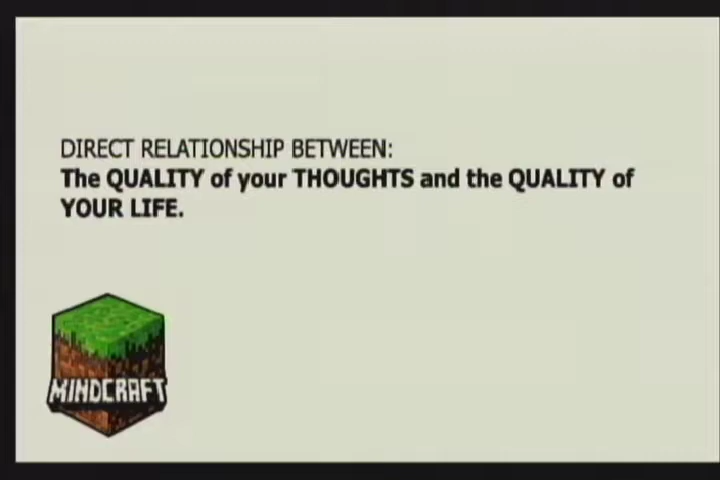 DIRECT RELATIONSHIP BETWEEN:
The QUALITY of your THOUGHTS and the QUALITY of
YOUR LIFE.
MINDCRAFT